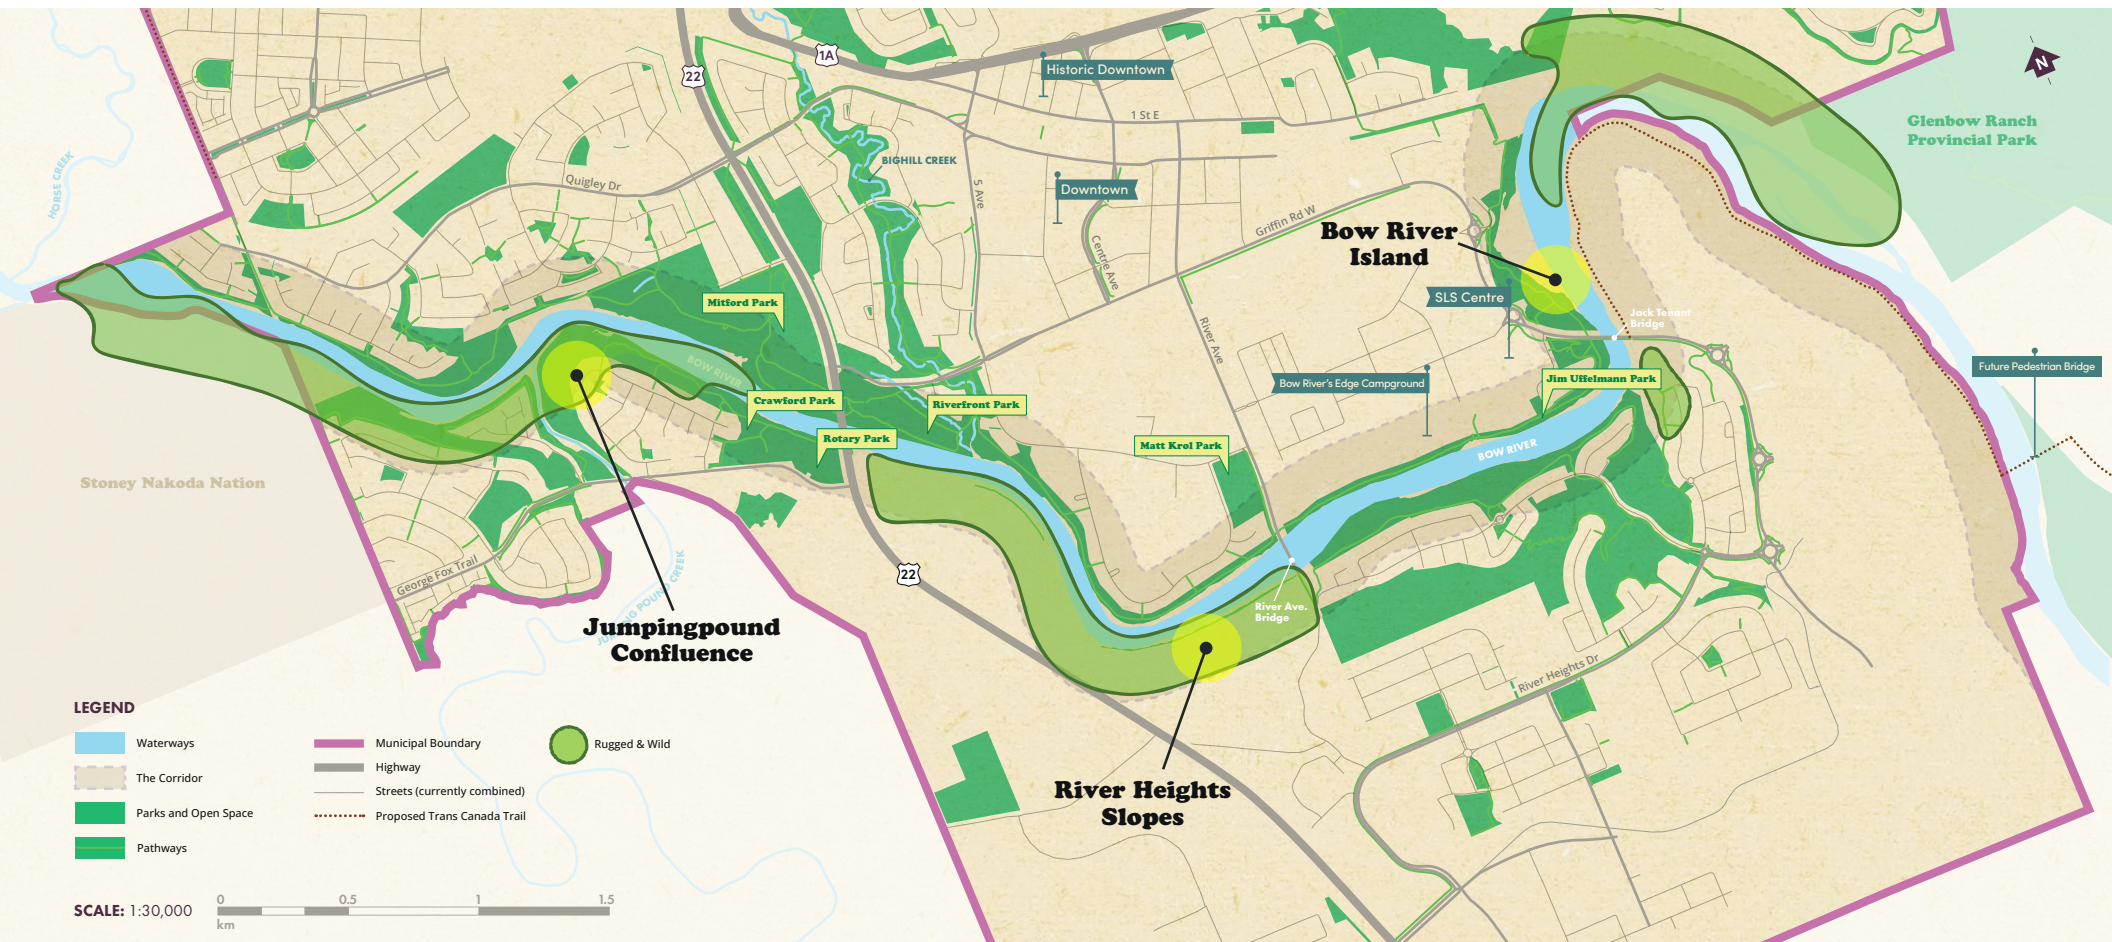 1A
22
Historic Downtown
N
1 St E
Glenbow Ranch
Provincial Park
HORSE CREEK
BIGHILL CREEK
Quigley Dr
5 Ave
Downtown
Griffin Rd W
Bow River
Island
Centre Ave
SLS Centre
Mitford Park
Jack Tenant
Bridge
River Ave
BOW RIVER
Future Pedestrian Bridge
Bow River's Edge Campground
Jim Uffelmann Park
Crawford Park
Riverfront Park
Rotary Park
Matt Krol Park
BOW RIVER
Stoney Nakoda Nation
22
George Fox Trail
JUMPING POUND CREEK
River Ave.
Bridge
Jumpingpound
Confluence
River Heights Dr
River Heights
Slopes
LEGEND
Waterways
The Corridor
Parks and Open Space
Pathways
Municipal Boundary
Highway
Streets (currently combined)
Proposed Trans Canada Trail
Rugged & Wild
SCALE: 1:30,000
0 0.5 1 1.5
km